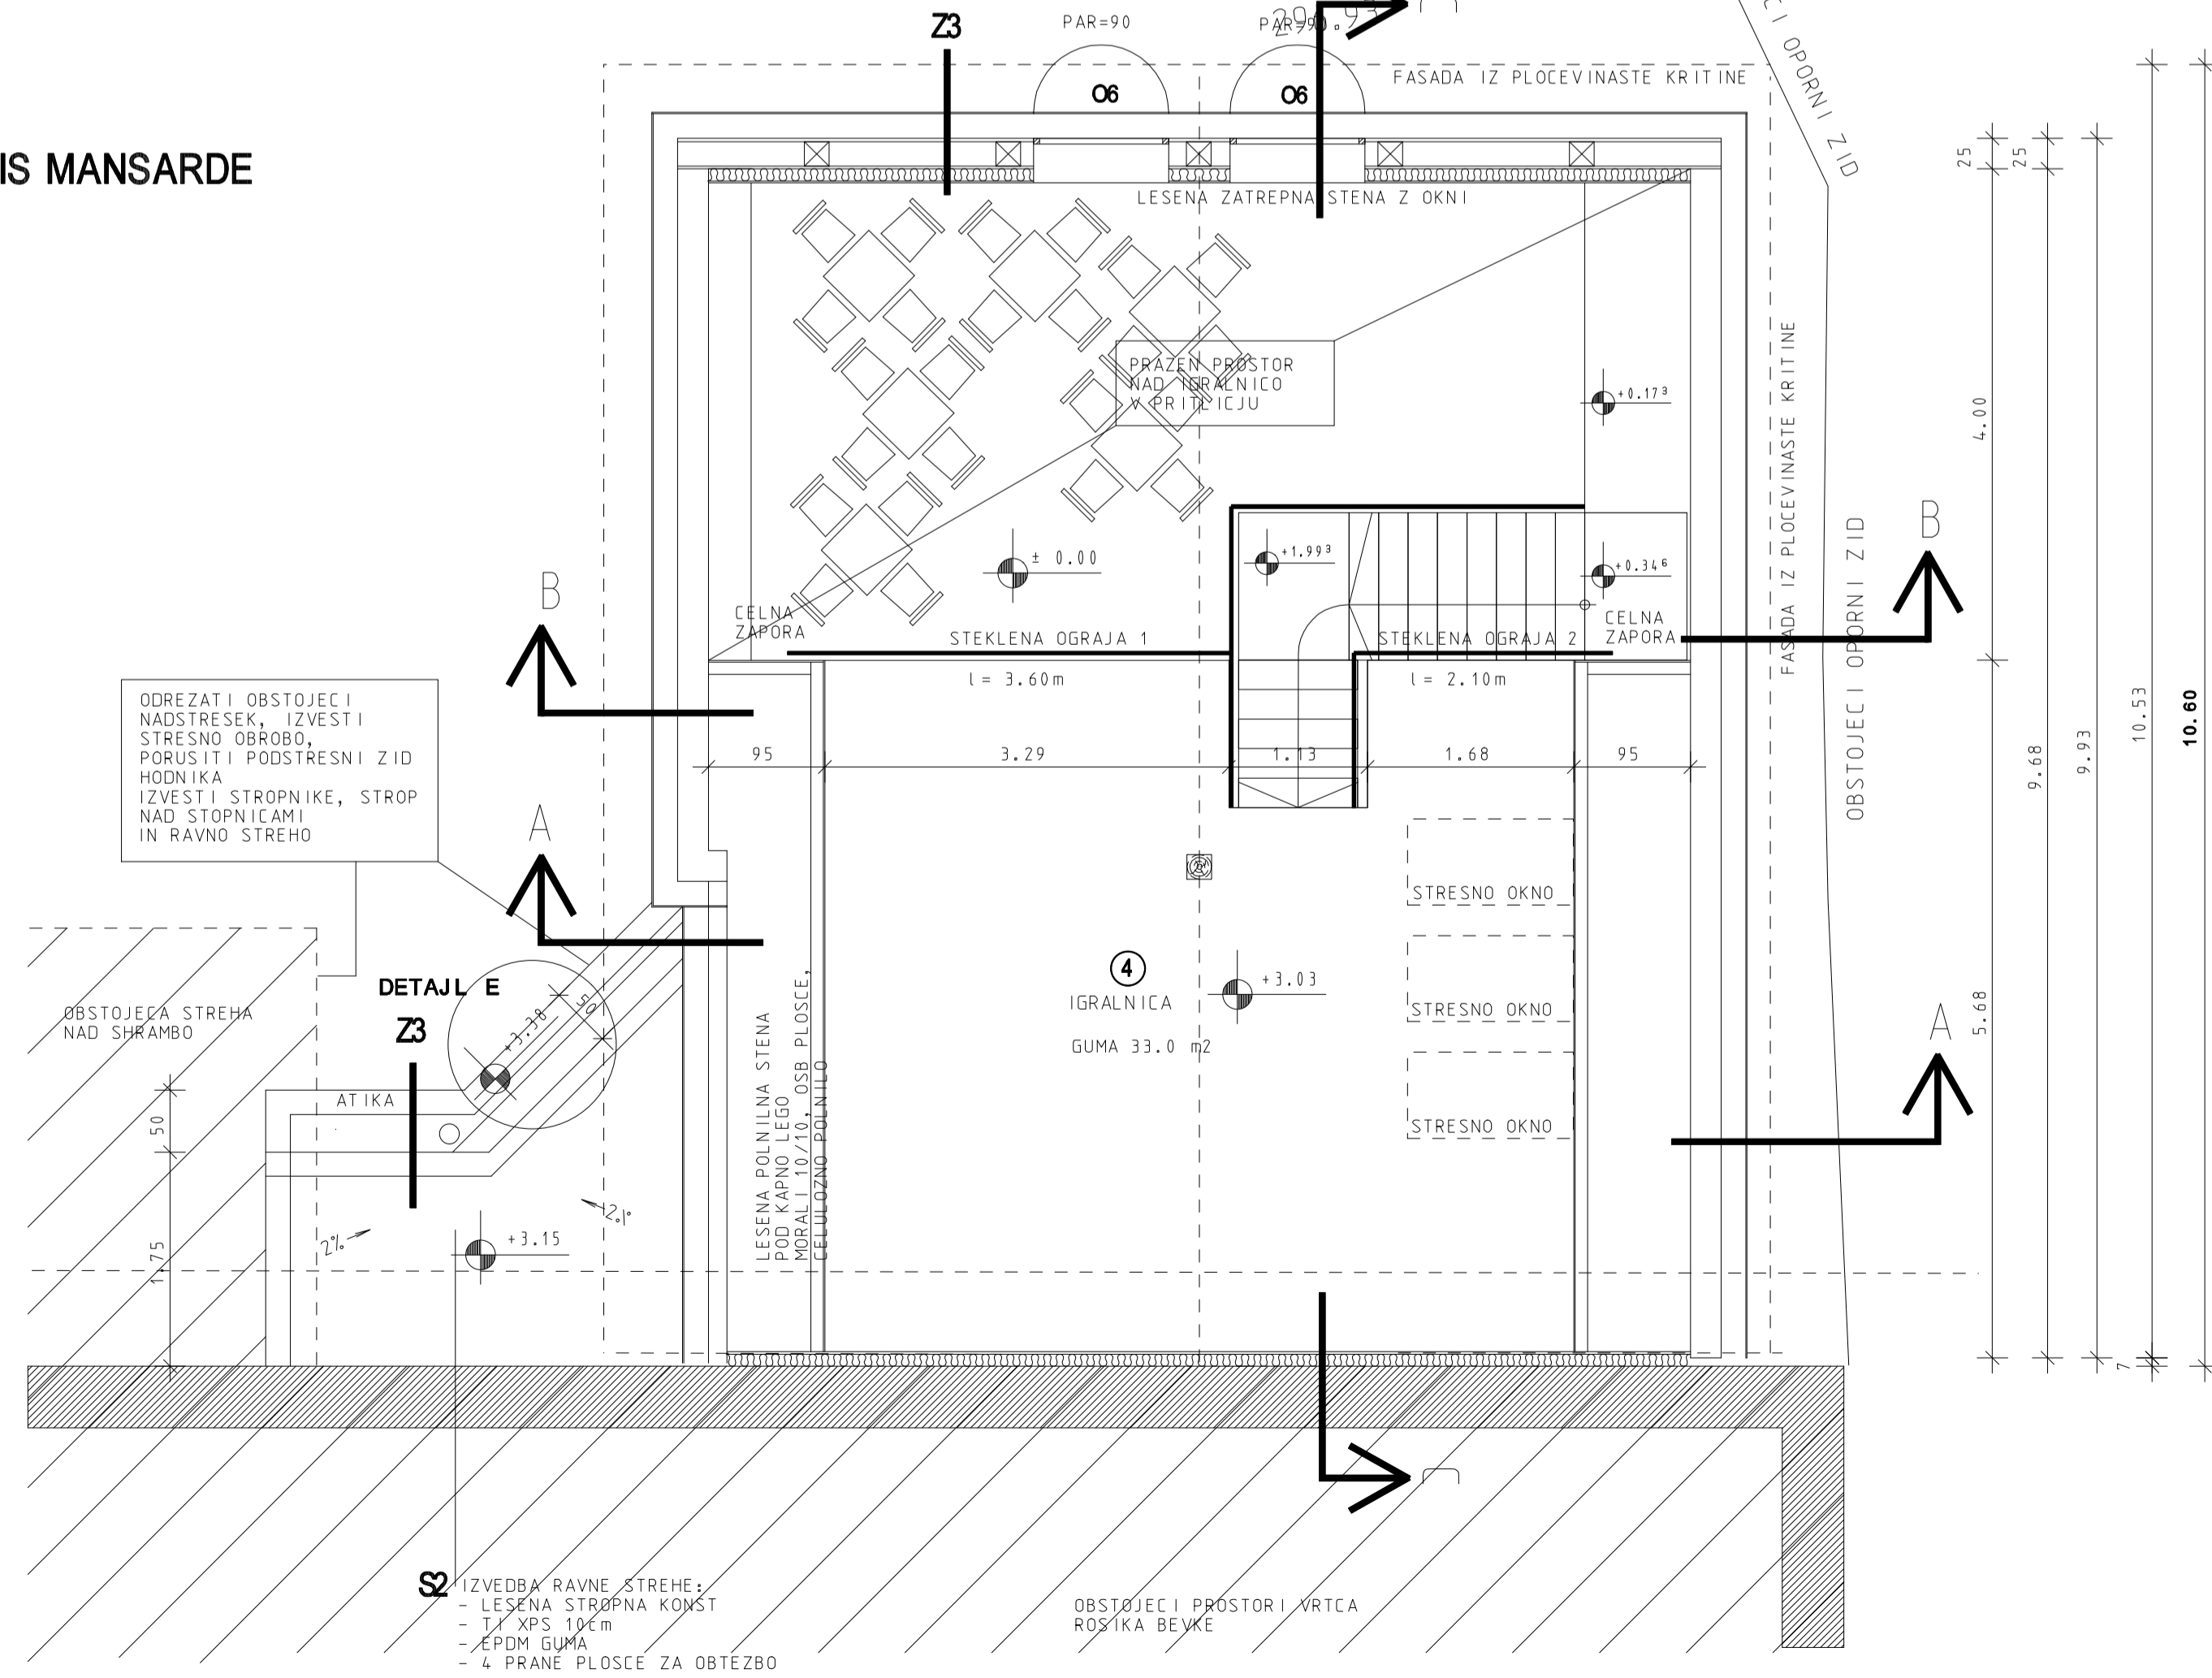 IS MANSARDE
Z3
PAR=90
PAR=90
O6
O6
FASADA IZ PLOCEVINASTE KRITINE
OPORNI ZID
LESENA ZATREPNA STENA Z OKNI
PRAZEN PROSTOR
NAD IGRALNICO
V PRITLICJU
+0.17³
± 0.00
+1.99³
+0.34⁶
CELNA
ZAPORA
STEKLENA OGRAJA 1
STEKLENA OGRAJA 2
CELNA
ZAPORA
l= 3.60m
l= 2.10m
B
B
FASADA IZ PLOCEVINASTE KRITINE
OBSTOJECI OPORNI ZID
25
25
4.00
5.68
9.68
9.93
10.53
10.60
7
95
3.29
1.13
1.68
95
ODREZATI OBSTOJECI
NADSTRESEK, IZVESTI
STRESNO OBROBO,
PORUSITI PODSTRESNI ZID
HODNIKA
IZVESTI STROPNIKE, STROP
NAD STOPNICAMI
IN RAVNO STREHO
A
A
STRESNO OKNO
STRESNO OKNO
STRESNO OKNO
4
IGRALNICA
+3.03
GUMA 33.0 m2
DETAJL E
OBSTOJECA STREHA
NAD SHRAMBO
Z3
+3.38
50
ATIKA
50
1.75
LESENA POLNILNA STENA
POD KAPNO LEGO
MORALI 10/10, OSB PLOSCE,
CELULOZNO POLNILO
2%
+3.15
S2
IZVEDBA RAVNE STREHE:
- LESENA STROPNA KONST
- TI XPS 10cm
- EPDM GUMA
- 4 PRANE PLOSCE ZA OBTEZBO
OBSTOJECI PROSTORI VRTCA
ROSIKA BEVKE